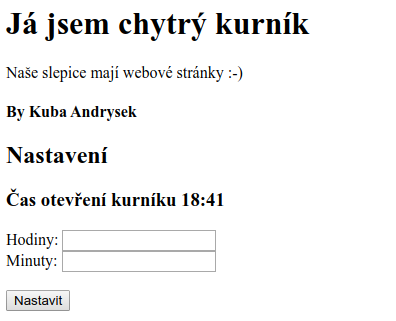 Já jsem chytrý kurník
Naše slepice mají webové stránky :-)
By Kuba Andrysek
Nastavení
Čas otevření kurníku 18:41
Hodiny:
Minuty:
Nastavit